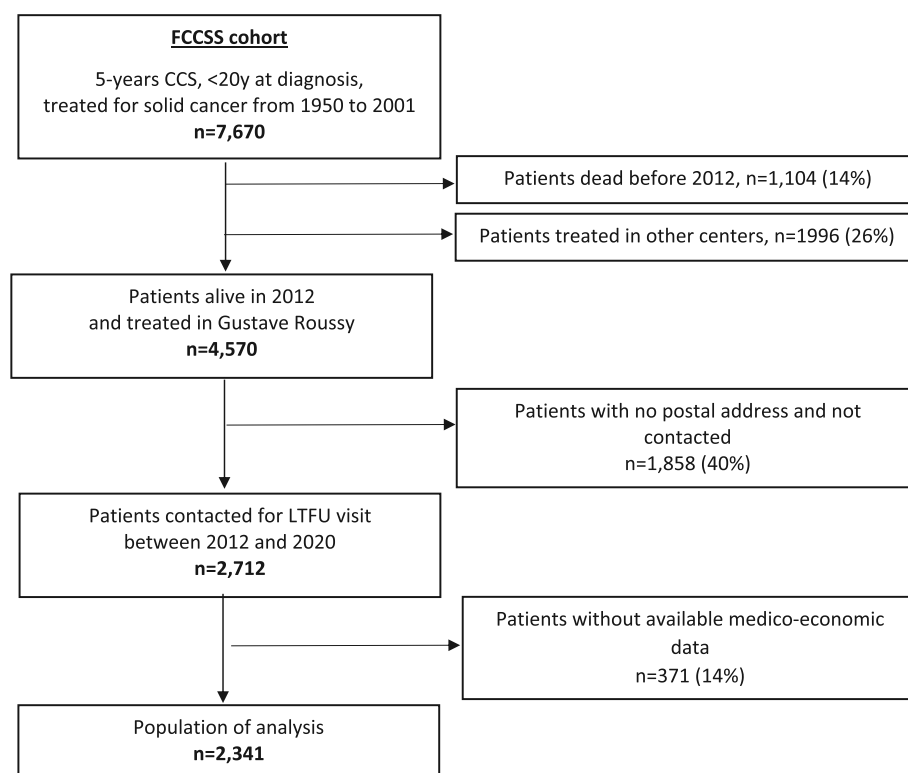 FCCSS cohort
5-years CCS, <20y at diagnosis,
treated for solid cancer from 1950 to 2001
n=7,670
Patients dead before 2012, n=1,104 (14%)
Patients treated in other centers, n=1996 (26%)
Patients alive in 2012
and treated in Gustave Roussy
n=4,570
Patients with no postal address and not
contacted
n=1,858 (40%)
Patients contacted for LTFU visit
between 2012 and 2020
n=2,712
Patients without available medico-economic
data
n=371 (14%)
Population of analysis
n=2,341